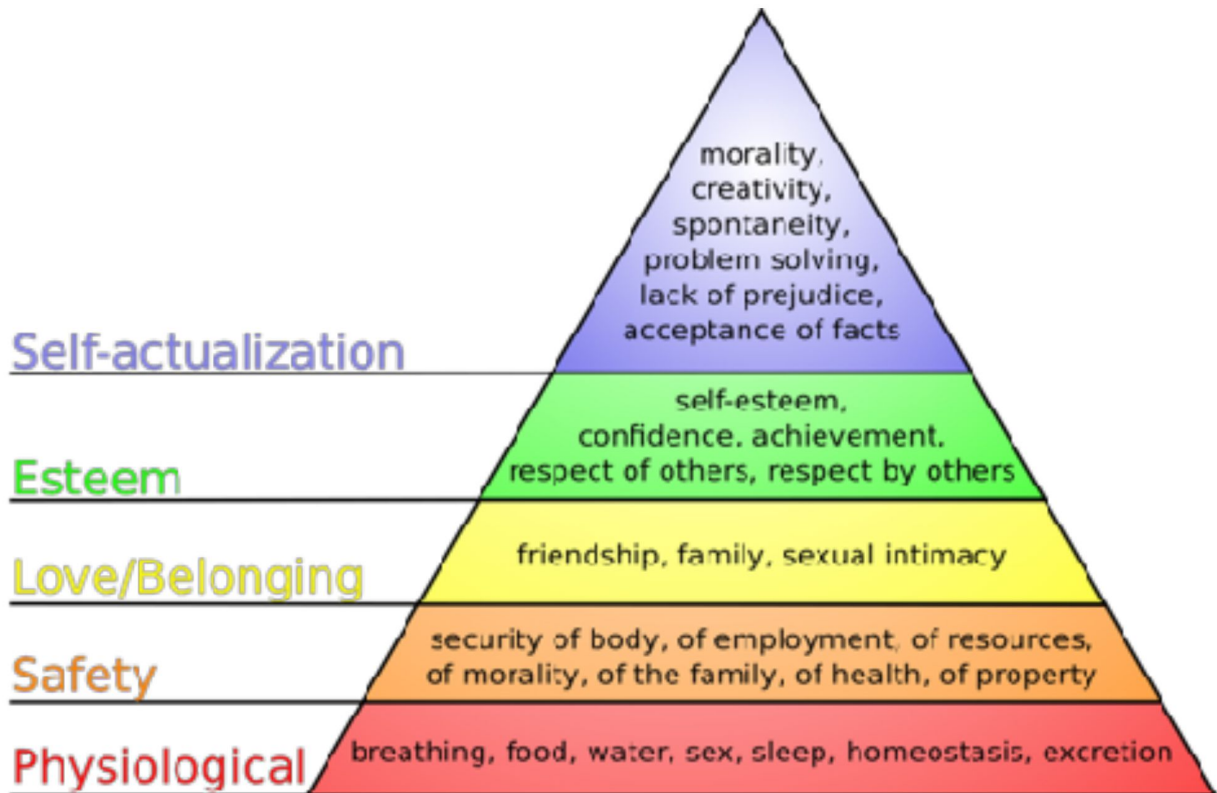 morality,
creativity,
spontaneity,
problem solving,
lack of prejudice,
acceptance of facts
Self-actualization
self-esteem,
confidence, achievement,
respect of others, respect by others
Esteem
friendship, family, sexual intimacy
Love/Belonging
security of body, of employment, of resources,
of morality, of the family, of health, of property
Safety
breathing, food, water, sex, sleep, homeostasis, excretion
Physiological